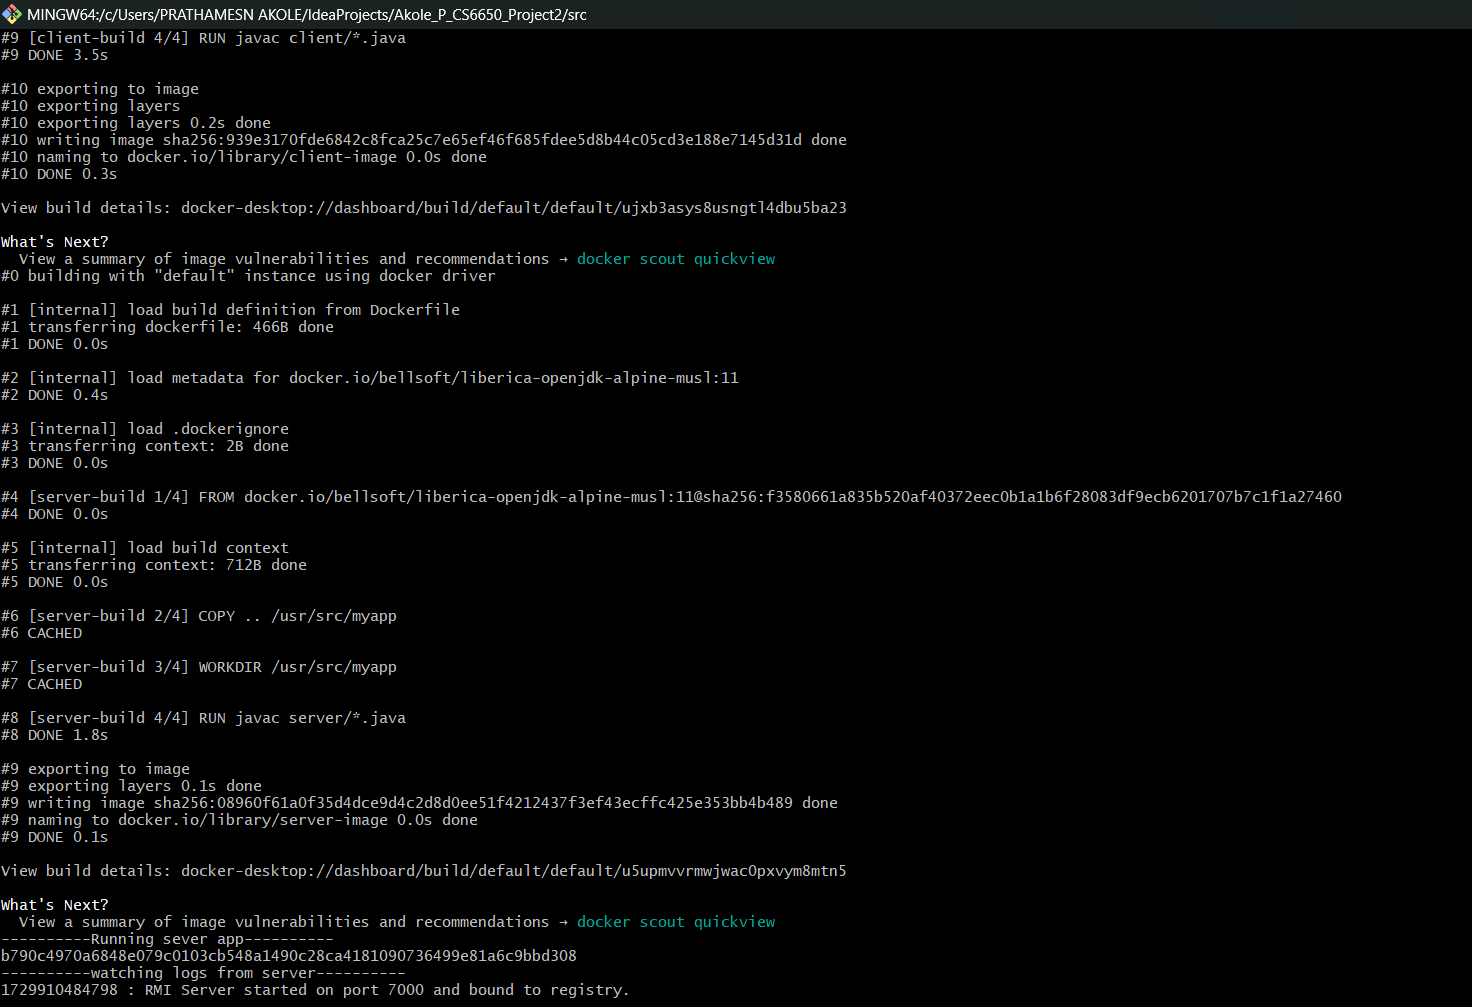 MINGW64:/c/Users/PRATHAMESN AKOLE/IdeaProjects/Akole_P_CS6650_Project2/src
#9 [client-build 4/4] RUN javac client/*.java
#9 DONE 3.5s
#10 exporting to image
#10 exporting layers
#10 exporting layers 0.2s done
#10 writing image sha256:939e3170fde6842c8fca25c7e65ef46f685fdee5d8b44c05cd3e188e7145d31d done
#10 naming to docker.io/library/client-image 0.0s done
#10 DONE 0.3s
View build details: docker-desktop://dashboard/build/default/default/ujxb3asys8usngtl4dbu5ba23
What's Next?
View a summary of image vulnerabilities and recommendations → docker scout quickview
#0 building with "default" instance using docker driver
#1 [internal] load build definition from Dockerfile
#1 transferring dockerfile: 466B done
#1 DONE 0.0s
#2 [internal] load metadata for docker.io/bellsoft/liberica-openjdk-alpine-musl:11
#2 DONE 0.4s
#3 [internal] load .dockerignore
#3 transferring context: 2B done
#3 DONE 0.0s
#4 [server-build 1/4] FROM docker.io/bellsoft/liberica-openjdk-alpine-musl:11@sha256:f3580661a835b520af40372eec0b1a1b6f28083df9ecb6201707b7c1f1a27460
#4 DONE 0.0s
#5 [internal] load build context
#5 transferring context: 712B done
#5 DONE 0.0s
#6 [server-build 2/4] COPY .. /usr/src/myapp
#6 CACHED
#7 [server-build 3/4] WORKDIR /usr/src/myapp
#7 CACHED
#8 [server-build 4/4] RUN javac server/*.java
#8 DONE 1.8s
#9 exporting to image
#9 exporting layers 0.1s done
#9 writing image sha256:08960f61a0f35d4dce9d4c2d8d0ee51f4212437f3ef43ecffc425e353bb4b489 done
#9 naming to docker.io/library/server-image 0.0s done
#9 DONE 0.1s
View build details: docker-desktop://dashboard/build/default/default/u5upmvvrmwjwac0pxvym8mtn5
What's Next?
View a summary of image vulnerabilities and recommendations → docker scout quickview
----------Running sever app----------
b790c4970a6848e079c0103cb548a1490c28ca4181090736499e81a6c9bbd308
----------watching logs from server----------
1729910484798 : RMI Server started on port 7000 and bound to registry.